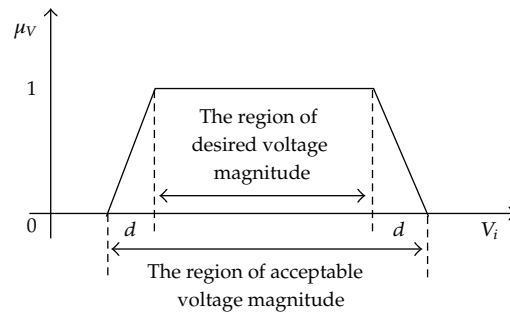 μV
1
The region of
desired voltage
magnitude
0
d
d
Vi
The region of acceptable
voltage magnitude